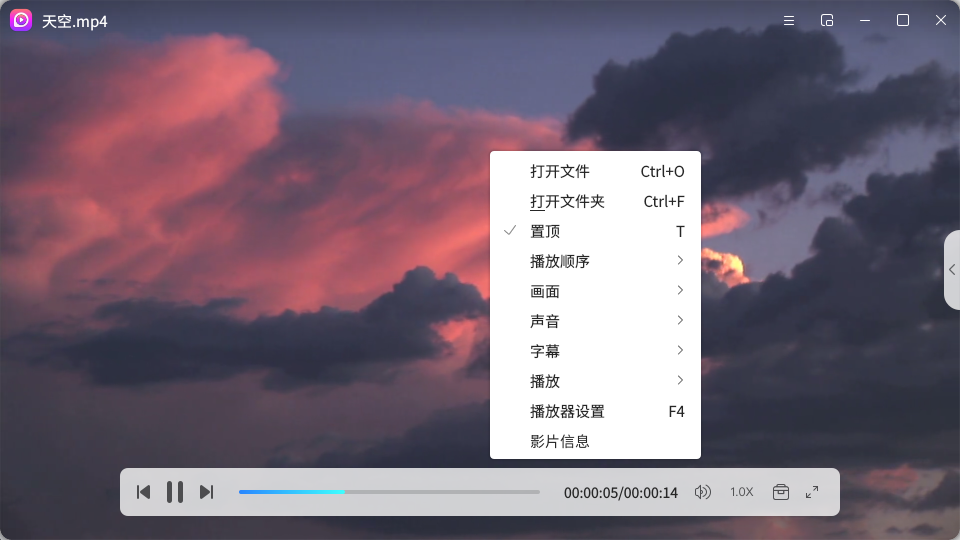 天空.mp4
打开文件 Ctrl+O
打开文件夹 Ctrl+F
置顶 T
播放顺序
画面
声音
字幕
播放
播放器设置 F4
影片信息
00:00:05/00:00:14 1.0X